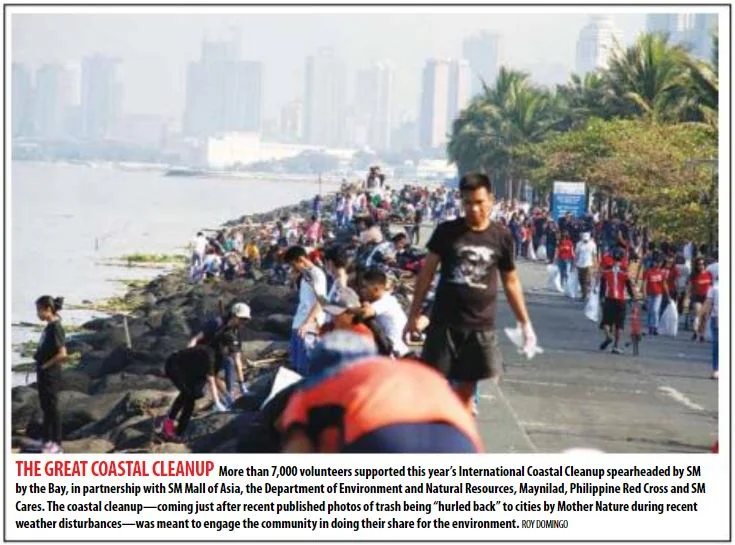 THE GREAT COASTAL CLEANUP More than 7,000 volunteers supported this year's International Coastal Cleanup spearheaded by SM
by the Bay, in partnership with SM Mall of Asia, the Department of Environment and Natural Resources, Maynilad, Philippine Red Cross and SM
Cares. The coastal cleanup—coming just after recent published photos of trash being "hurled back" to cities by Mother Nature during recent
weather disturbances—was meant to engage the community in doing their share for the environment. ROY DOMINGO